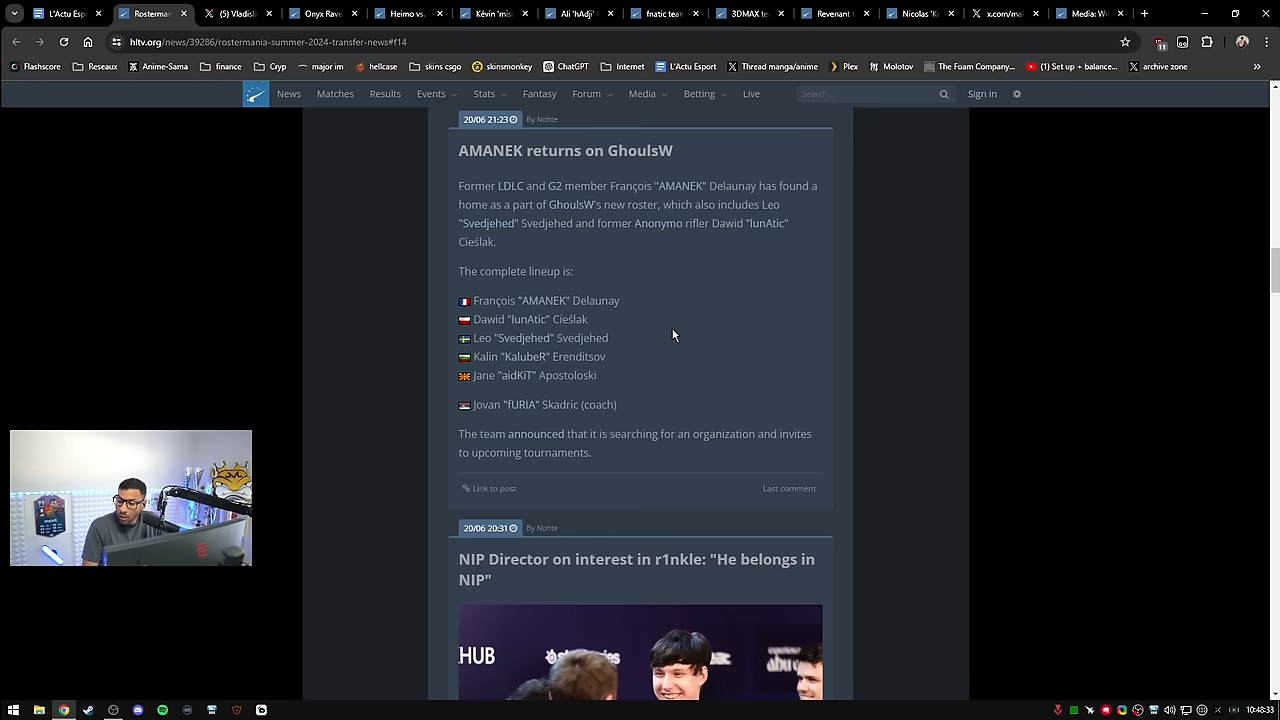 L'Actu Esp
Rosterman
(5) Vladisla
Onyx Rave
Heimo vs.
Kévin 'mis
Ali 'hAdji' H
fnatic team
3DMAX te
Revenant t
Nicolas 'Ke
x.com/mal
Media: Wi
hltv.org/news/39286/rostermania-summer-2024-transfer-news#f14
11
Flashscore
Reseaux
Anime-Sama
finance
Cryp
major im
hellcase
skins csgo
skinsmonkey
ChatGPT
Internet
L'Actu Esport
Thread manga/anime
Plex
Molotov
The Foam Company...
(1) Set up + balance...
archive zone
News
Matches
Results
Events
Stats
Fantasy
Forum
Media
Betting
Live
Search...
Sign in
20/06 21:23 By Nohte
AMANEK returns on GhoulsW
Former LDLC and G2 member François "AMANEK" Delaunay has found a
home as a part of GhoulsW's new roster, which also includes Leo
"Svedjehed" Svedjehed and former Anonymo rifler Dawid "lunAtic"
Cieślak.
The complete lineup is:
François "AMANEK" Delaunay
Dawid "lunAtic" Cieślak
Leo "Svedjehed" Svedjehed
Kalin "KalubeR" Erenditsov
Jane "aidKiT" Apostoloski
Jovan "fURIA" Skadric (coach)
The team announced that it is searching for an organization and invites
to upcoming tournaments.
Link to post
Last comment
20/06 20:31 By Nohte
NIP Director on interest in r1nkle: "He belongs in
NIP"
HUB
10:48:33